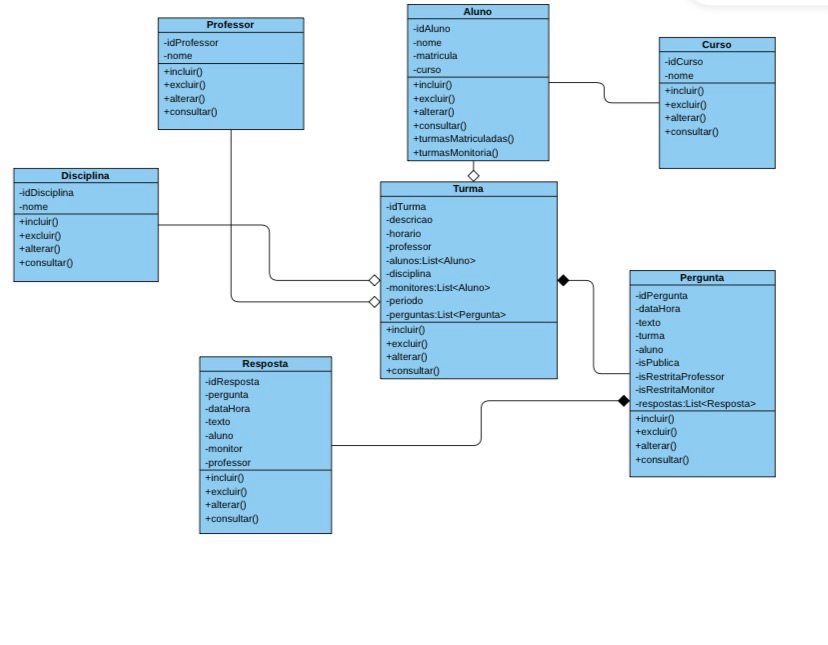 Professor
-idProfessor
-nome
+incluir()
+excluir()
+alterar()
+consultar()
Aluno
-idAluno
-nome
-matricula
-curso
+incluir()
+excluir()
+alterar()
+consultar()
+turmasMatriculadas()
+turmasMonitoria()
Curso
-idCurso
-nome
+incluir()
+excluir()
+alterar()
+consultar()
Disciplina
-idDisciplina
-nome
+incluir()
+excluir()
+alterar()
+consultar()
Turma
-idTurma
-descricao
-horario
-professor
-alunos:List<Aluno>
-disciplina
-monitores:List<Aluno>
-periodo
-perguntas:List<Pergunta>
+incluir()
+excluir()
+alterar()
+consultar()
Pergunta
-idPergunta
-dataHora
-texto
-turma
-aluno
-isPublica
-isRestritaProfessor
-isRestritaMonitor
-respostas:List<Resposta>
+incluir()
+excluir()
+alterar()
+consultar()
Resposta
-idResposta
-pergunta
-dataHora
-texto
-aluno
-monitor
-professor
+incluir()
+excluir()
+alterar()
+consultar()